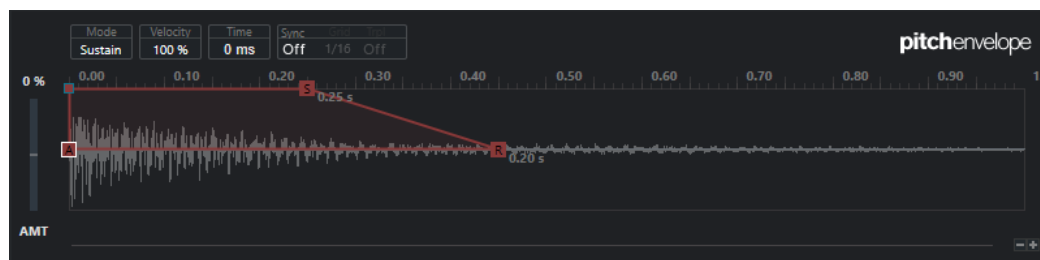 Mode Velocity Time Sync Grid Tripl
Sustain 100 % 0 ms Off 1/16 Off
pitchenvelope
0 % 0.00 0.10 0.20 0.30 0.40 0.50 0.60 0.70 0.80 0.90 1
S
0.25 s
A R
0.20 s
AMT